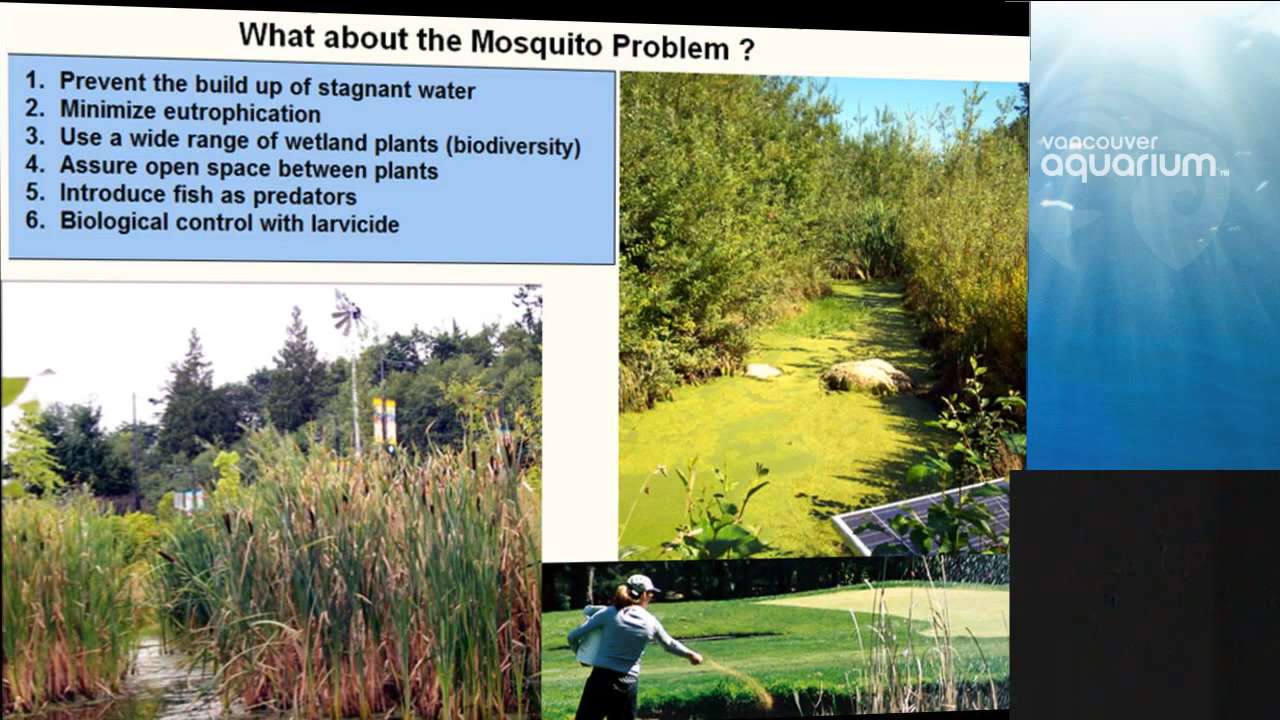 What about the Mosquito Problem ?
1. Prevent the build up of stagnant water
2. Minimize eutrophication
3. Use a wide range of wetland plants (biodiversity)
4. Assure open space between plants
5. Introduce fish as predators
6. Biological control with larvicide
vancouver
aquarium™